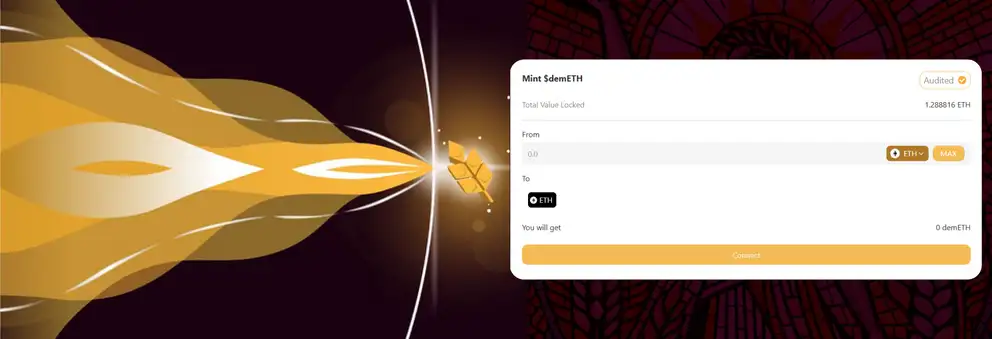 Mint $demETH
Audited
Total Value Locked 1.288816 ETH
From
0.0 ETH MAX
To
ETH
You will get 0 demETH
Connect